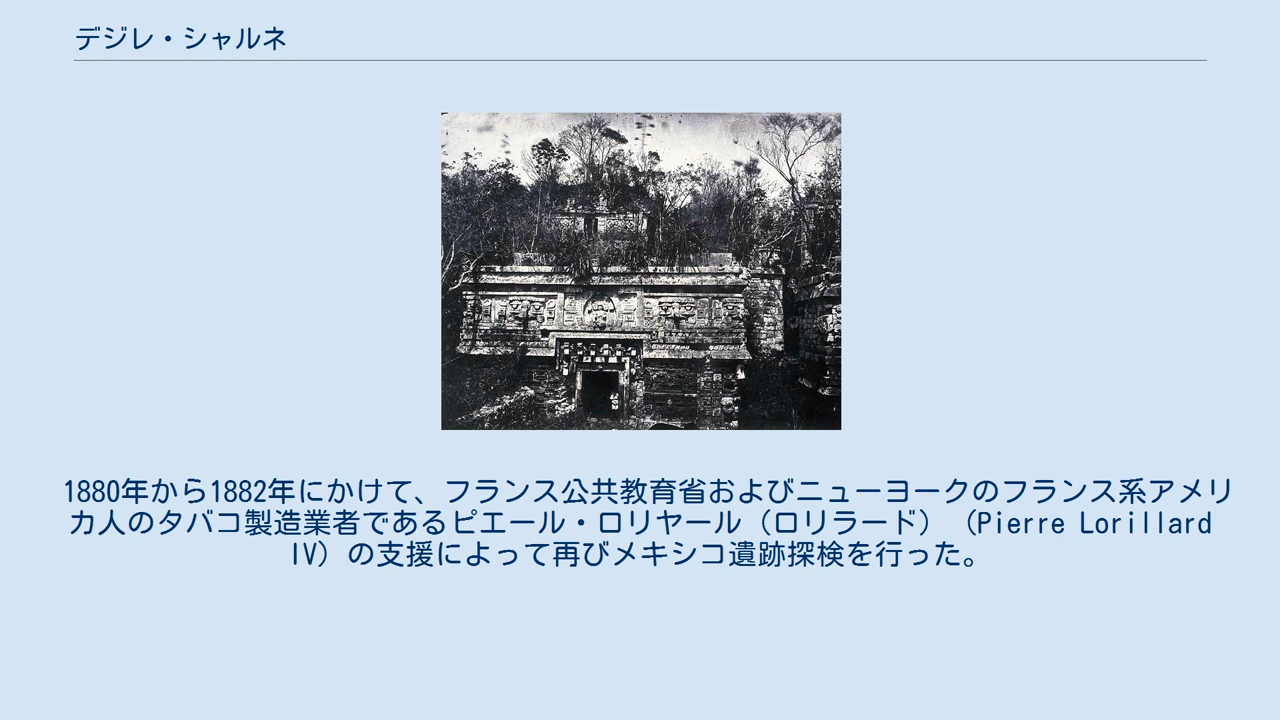 デジレ・シャルネ
1880年から1882年にかけて、フランス公共教育省およびニューヨークのフランス系アメリ
カ人のタバコ製造業者であるピエール・ロリヤール（ロリラード）（Pierre Lorillard
IV）の支援によって再びメキシコ遺跡探検を行った。